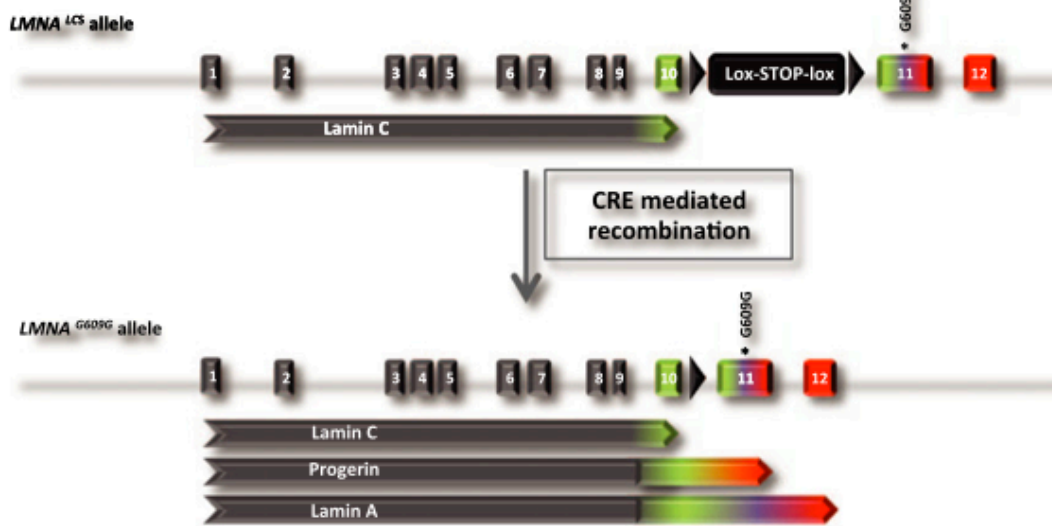 LMNA LCS allele
1 2 3 4 5 6 7 8 9 10 Lox-STOP-lox 11 12
Lamin C
CRE mediated
recombination
LMNA G609G allele
* G609G
1 2 3 4 5 6 7 8 9 10 11 12
Lamin C
Progerin
Lamin A